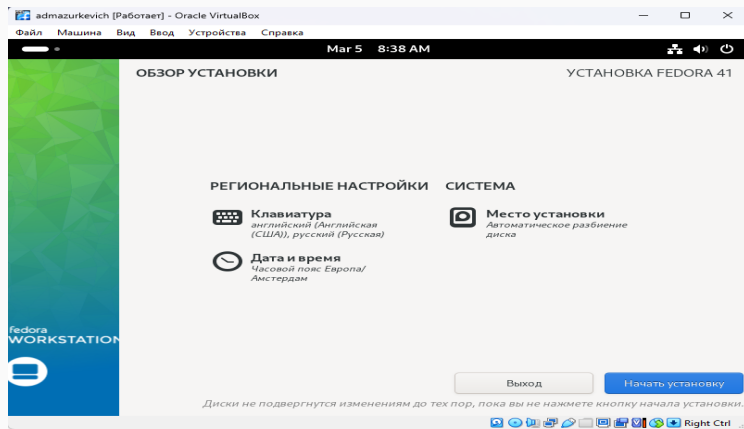 admazurkevich [Работает] - Oracle VirtualBox
Файл Машина Вид Ввод Устройства Справка
Mar 5 8:38 AM
ОБЗОР УСТАНОВКИ
УСТАНОВКА FEDORA 41
РЕГИОНАЛЬНЫЕ НАСТРОЙКИ
СИСТЕМА
Клавиатура
английский (Английская
(США)), русский (Русская)
Место установки
Автоматическое разбиение
диска
Дата и время
Часовой пояс Европа/
Амстердам
fedora
WORKSTATION
Выход
Начать установку
Диски не подвергнутся изменениям до тех пор, пока вы не нажмете кнопку начала установки.
Right Ctrl